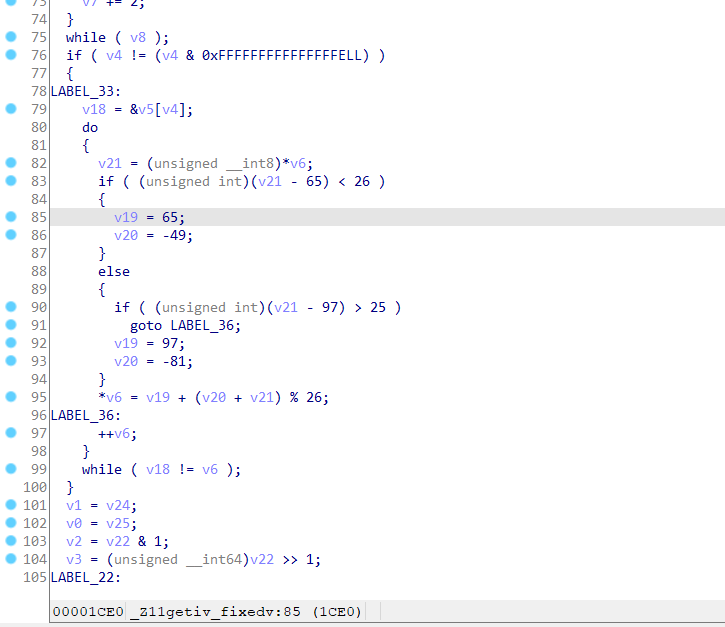 73 v7 += 2;
74 }
75 while ( v8 );
76 if ( v4 != (v4 & 0xFFFFFFFFFFFFFFFELL) )
77 {
78 LABEL_33:
79 v18 = &v5[v4];
80 do
81 {
82 v21 = (unsigned __int8)*v6;
83 if ( (unsigned int)(v21 - 65) < 26 )
84 {
85 v19 = 65;
86 v20 = -49;
87 }
88 else
89 {
90 if ( (unsigned int)(v21 - 97) > 25 )
91 goto LABEL_36;
92 v19 = 97;
93 v20 = -81;
94 }
95 *v6 = v19 + (v20 + v21) % 26;
96 LABEL_36:
97 ++v6;
98 }
99 while ( v18 != v6 );
100 }
101 v1 = v24;
102 v0 = v25;
103 v2 = v22 & 1;
104 v3 = (unsigned __int64)v22 >> 1;
105 LABEL_22:
00001CE0 _Z11getiv_fixedv:85 (1CE0)